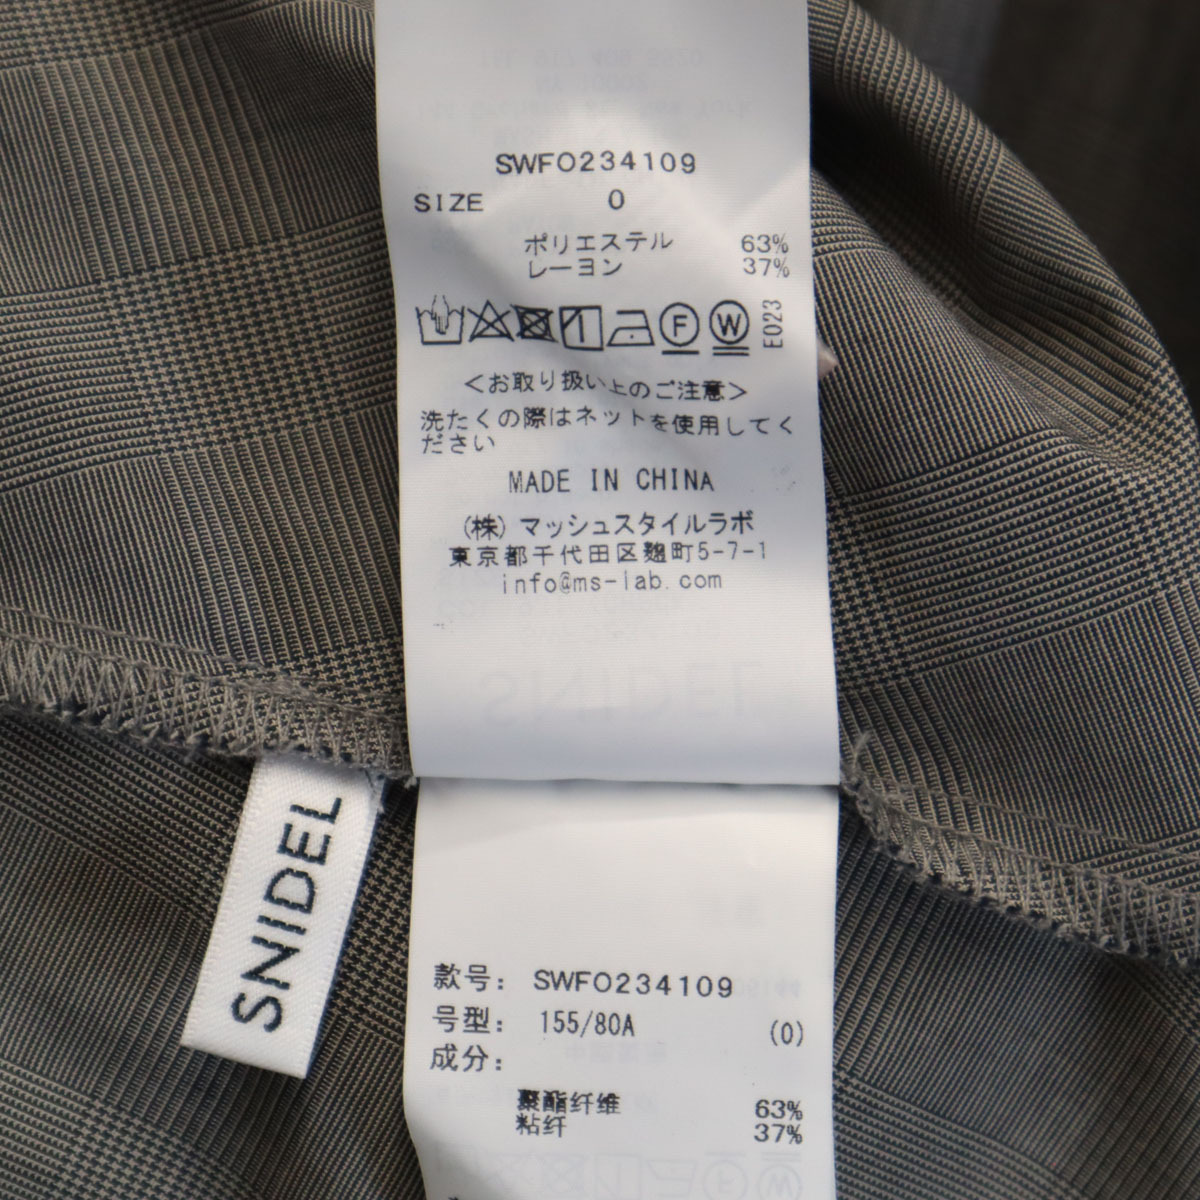 SWFO234109
SIZE 0
ポリエステル 63%
レーヨン 37%
F W E023
＜お取り扱い上のご注意＞
洗たくの際はネットを使用してく
ださい
MADE IN CHINA
(株) マッシュスタイルラボ
東京都千代田区麹町5-7-1
info@ms-lab.com
SNIDEL
款号: SWFO234109
号型: 155/80A (0)
成分:
聚酯纤维 63%
粘纤 37%